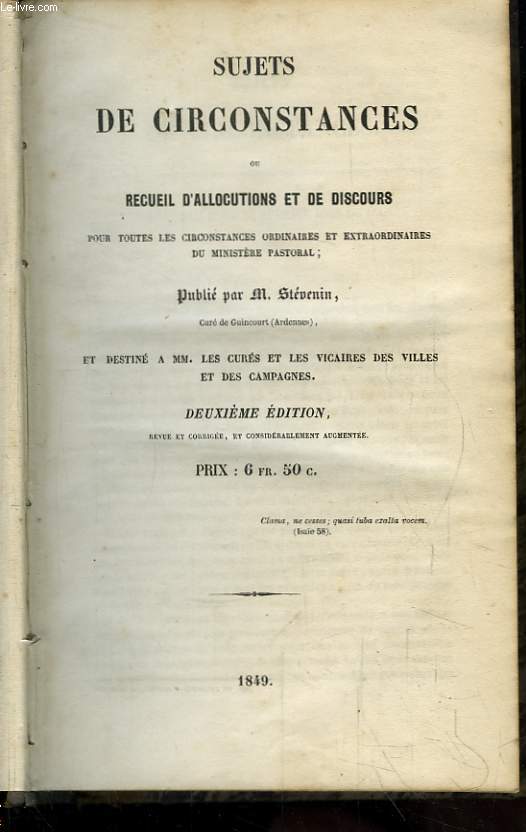 Le-livre.com
SUJETS
DE CIRCONSTANCES
OU
RECUEIL D'ALLOCUTIONS ET DE DISCOURS
POUR TOUTES LES CIRCONSTANCES ORDINAIRES ET EXTRAORDINAIRES
DU MINISTÈRE PASTORAL ;
Publié par M. Stévenin,
Curé de Guincourt (Ardennes),
ET DESTINÉ A MM. LES CURÉS ET LES VICAIRES DES VILLES
ET DES CAMPAGNES.
DEUXIÈME ÉDITION,
REVUE ET CORRIGÉE, ET CONSIDÉRABLEMENT AUGMENTÉE.
PRIX : 6 FR. 50 C.
Clama, ne cesses; quasi tuba exalta vocem.
(Isaïe 58).
1849.